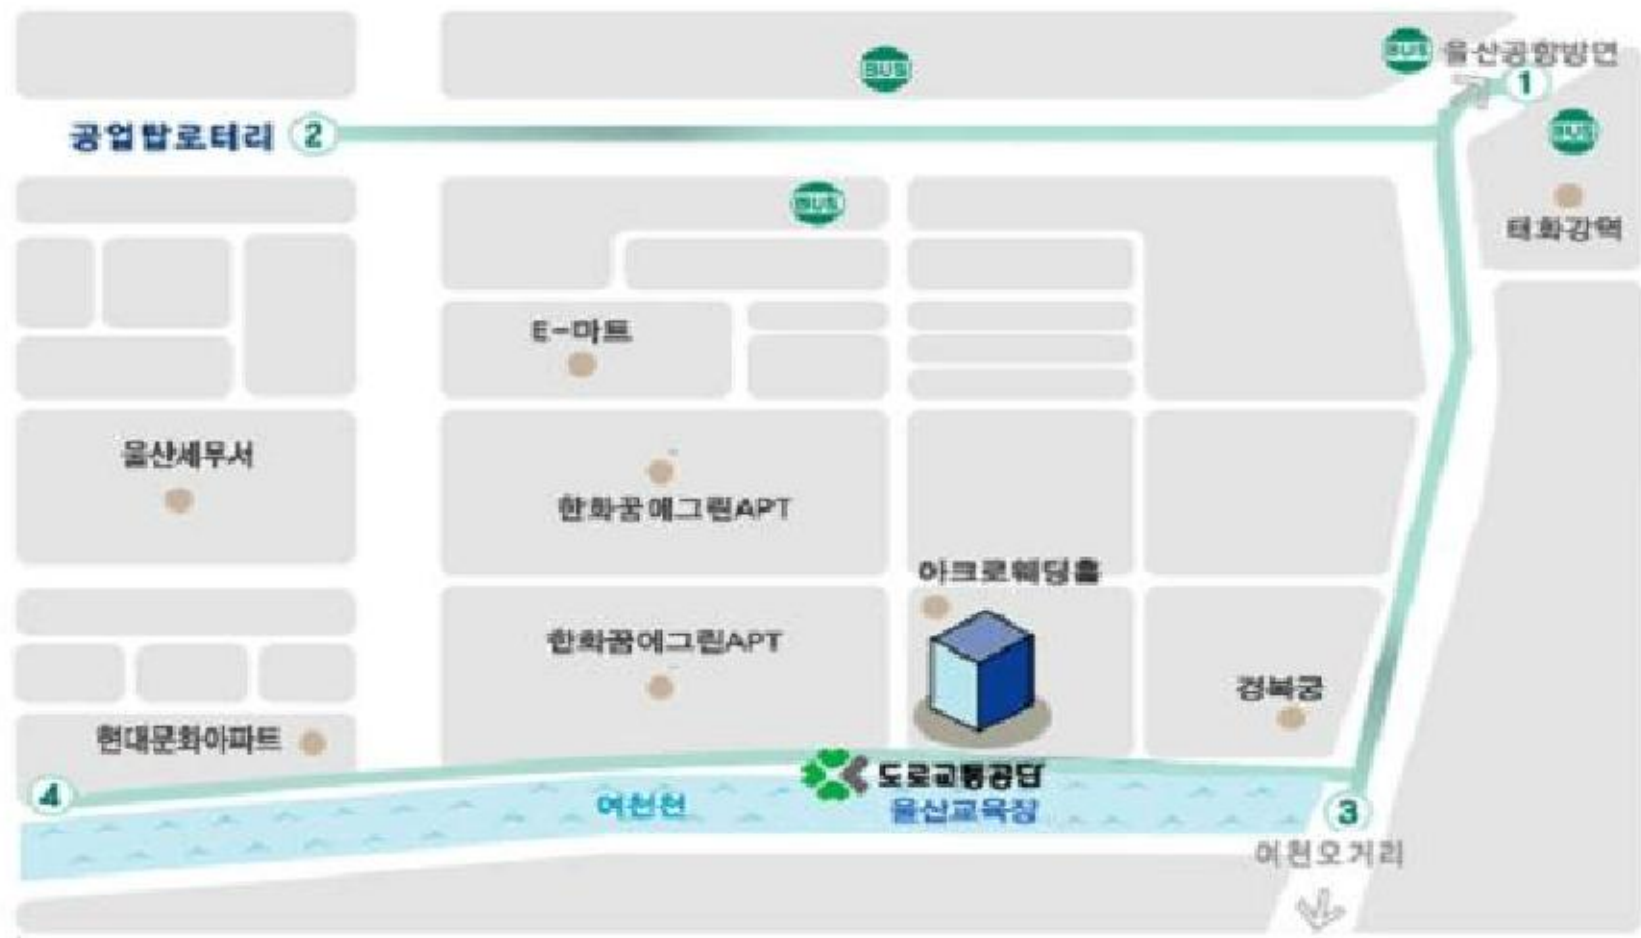 BUS
BUS 울산공항방면
1
공업탑로터리 2
BUS
BUS
태화강역
E-마트
울산세무서
한화꿈에그린APT
아크로웨딩홀
한화꿈에그린APT
경복궁
현대문화아파트
4
도로교통공단
여천천
울산교육장
3
여천오거리